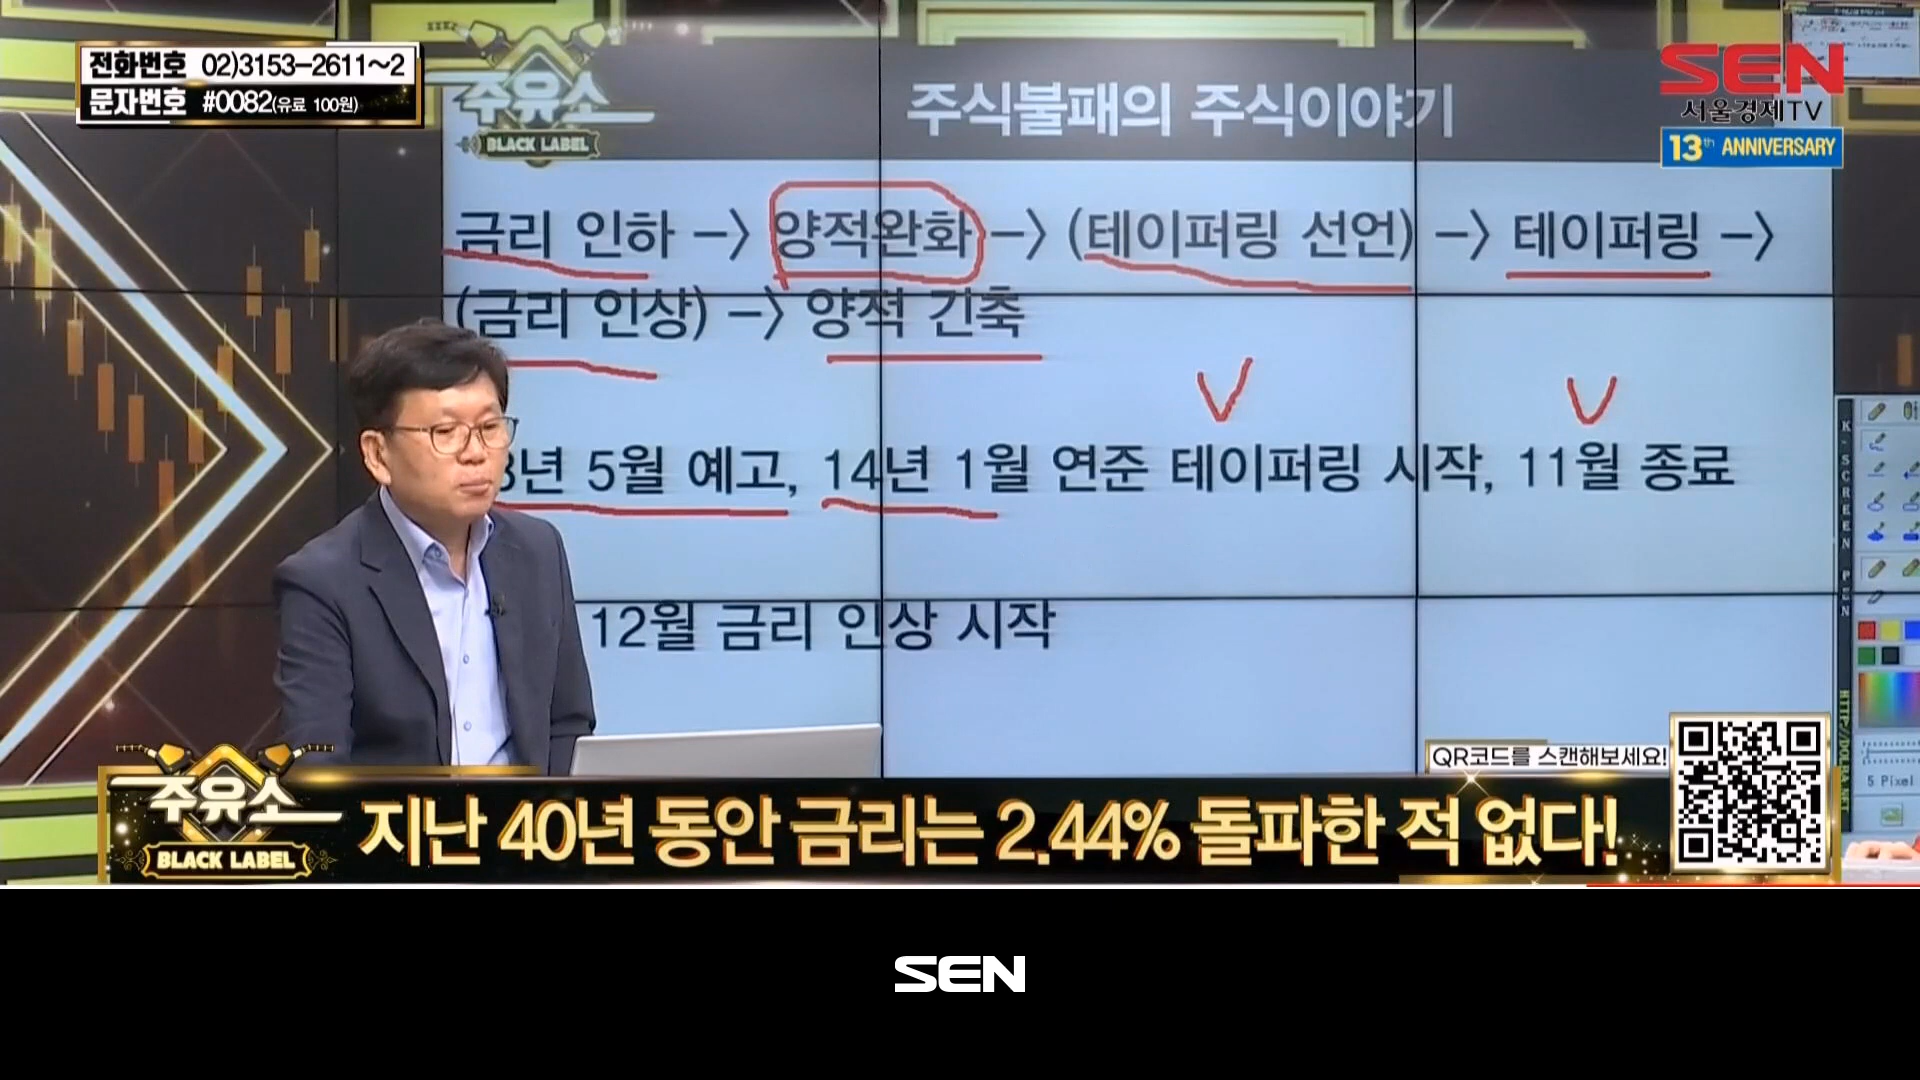 전화번호 02)3153-2611~2
문자번호 #0082(유료 100원)
주유소
BLACK LABEL
주식불패의 주식이야기
SEN
서울경제TV
13th ANNIVERSARY
금리 인하 -> 양적완화 -> (테이퍼링 선언) -> 테이퍼링 ->
(금리 인상) -> 양적 긴축
3년 5월 예고, 14년 1월 연준 테이퍼링 시작, 11월 종료
12월 금리 인상 시작
K-SCREEN PEN
5 Pixel
QR코드를 스캔해보세요!
주유소
BLACK LABEL
지난 40년 동안 금리는 2.44% 돌파한 적 없다!
SEN